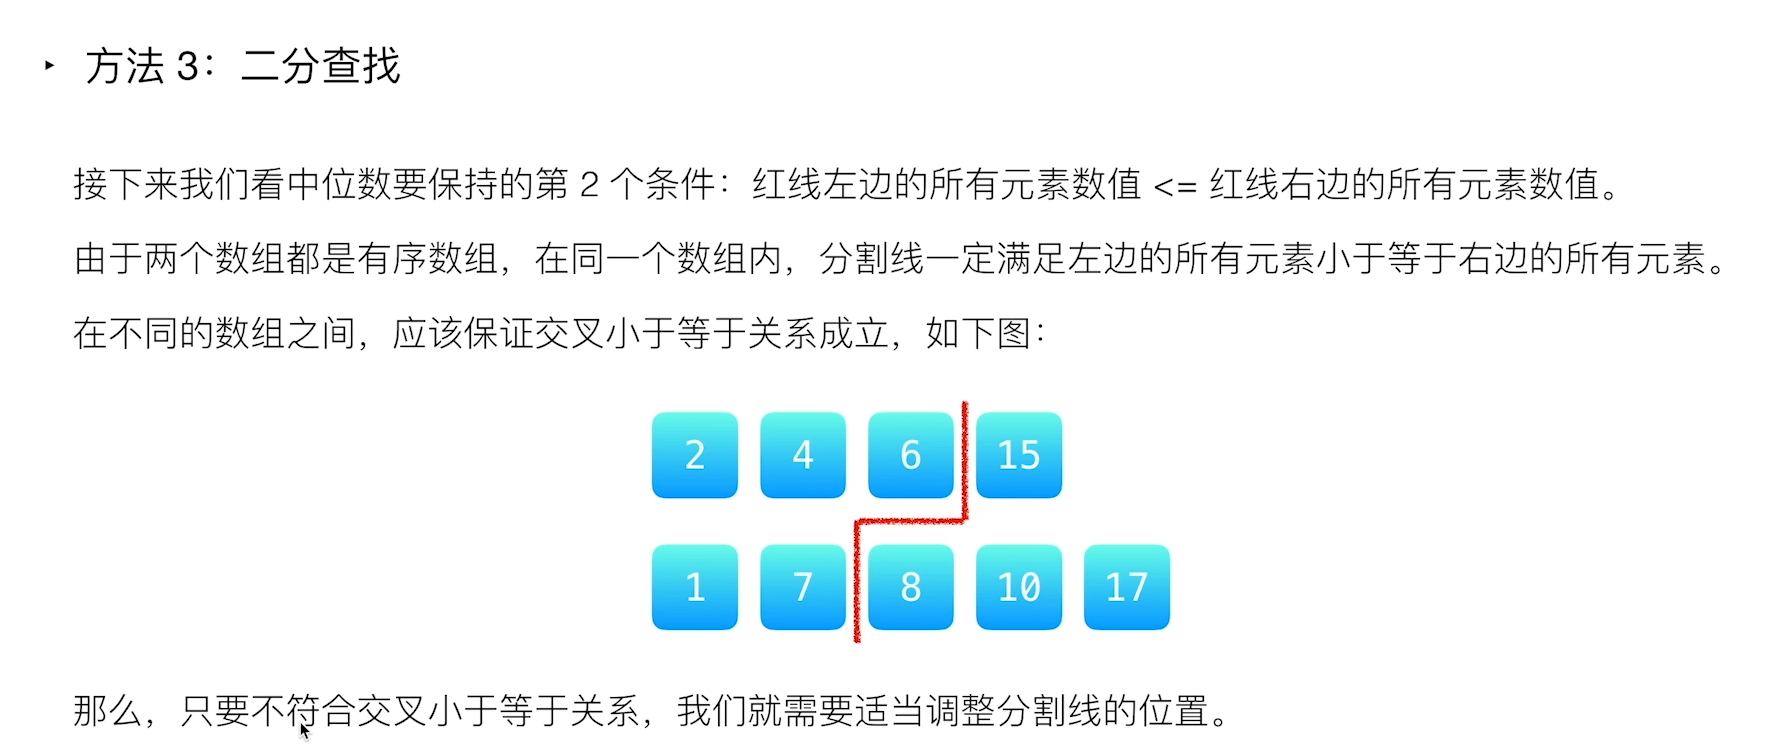 ‣ 方法 3：二分查找
接下来我们看中位数要保持的第 2 个条件：红线左边的所有元素数值 <= 红线右边的所有元素数值。
由于两个数组都是有序数组，在同一个数组内，分割线一定满足左边的所有元素小于等于右边的所有元素。
在不同的数组之间，应该保证交叉小于等于关系成立，如下图：
2 4 6 15
1 7 8 10 17
那么，只要不符合交叉小于等于关系，我们就需要适当调整分割线的位置。